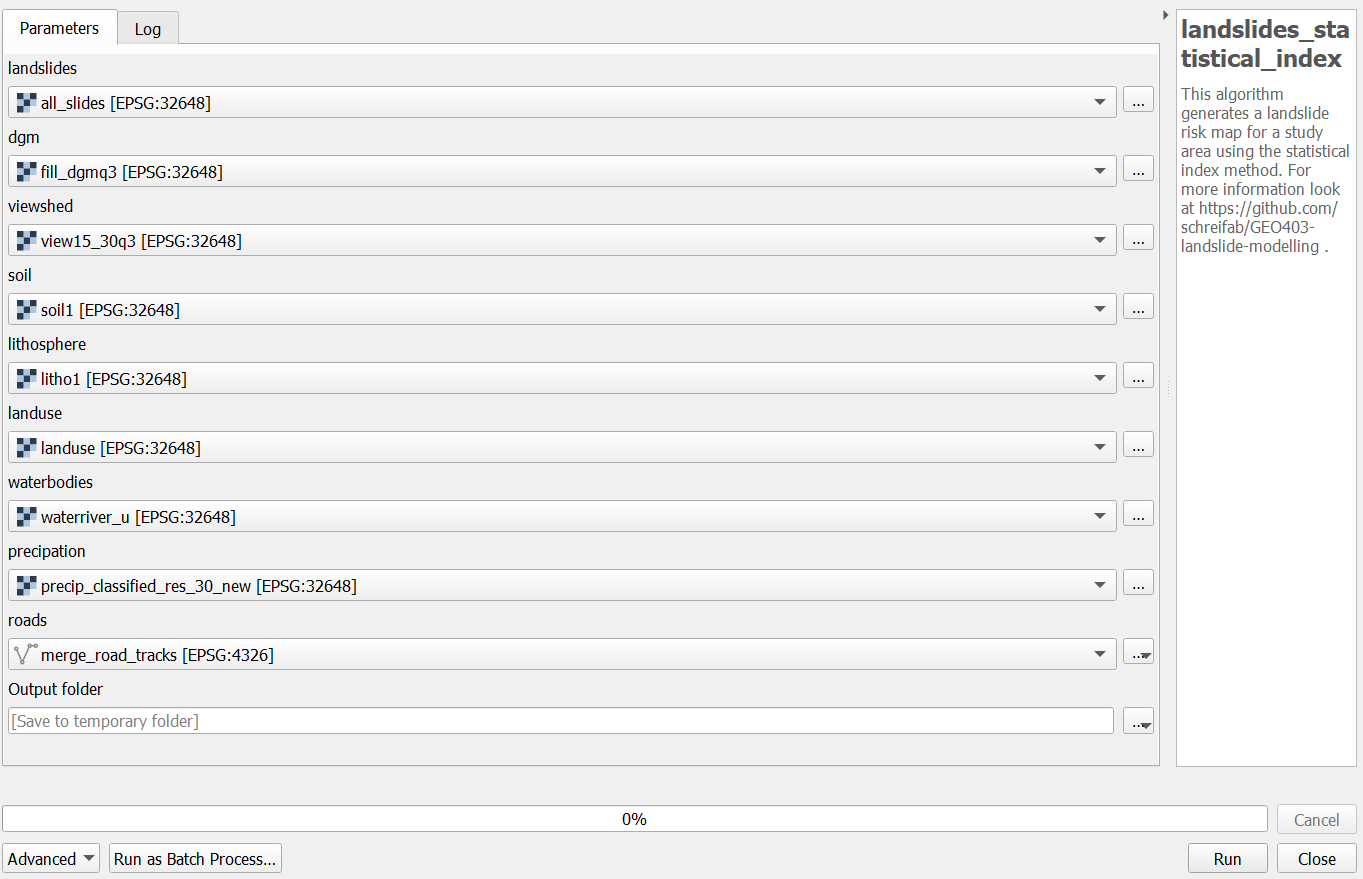 Parameters
Log
landslides
all_slides [EPSG:32648]
...
dgm
fill_dgmq3 [EPSG:32648]
...
viewshed
view15_30q3 [EPSG:32648]
...
soil
soil1 [EPSG:32648]
...
lithosphere
litho1 [EPSG:32648]
...
landuse
landuse [EPSG:32648]
...
waterbodies
waterriver_u [EPSG:32648]
...
precipation
precip_classified_res_30_new [EPSG:32648]
...
roads
merge_road_tracks [EPSG:4326]
...
Output folder
[Save to temporary folder]
...
landslides_sta
tistical_index
This algorithm
generates a landslide
risk map for a study
area using the statistical
index method. For
more information look
at https://github.com/
schreifab/GEO403-
landslide-modelling .
0%
Cancel
Advanced
Run as Batch Process...
Run
Close